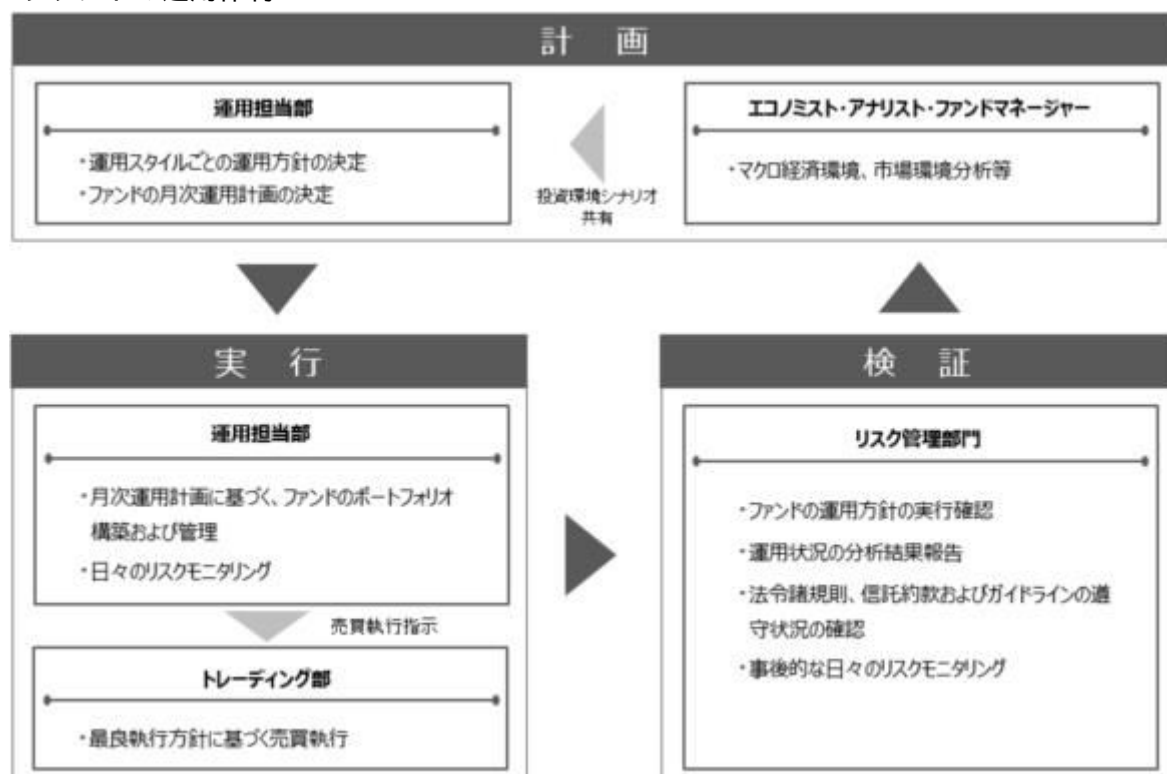 計 画
運用担当部
・運用スタイルごとの運用方針の決定
・ファンドの月次運用計画の決定
投資環境シナリオ
共有
エコノミスト・アナリスト・ファンドマネージャー
・マクロ経済環境、市場環境分析等
実 行
運用担当部
・月次運用計画に基づく、ファンドのポートフォリオ
構築および管理
・日々のリスクモニタリング
売買執行指示
トレーディング部
・最良執行方針に基づく売買執行
検 証
リスク管理部門
・ファンドの運用方針の実行確認
・運用状況の分析結果報告
・法令諸規則、信託約款およびガイドラインの遵
守状況の確認
・事後的な日々のリスクモニタリング